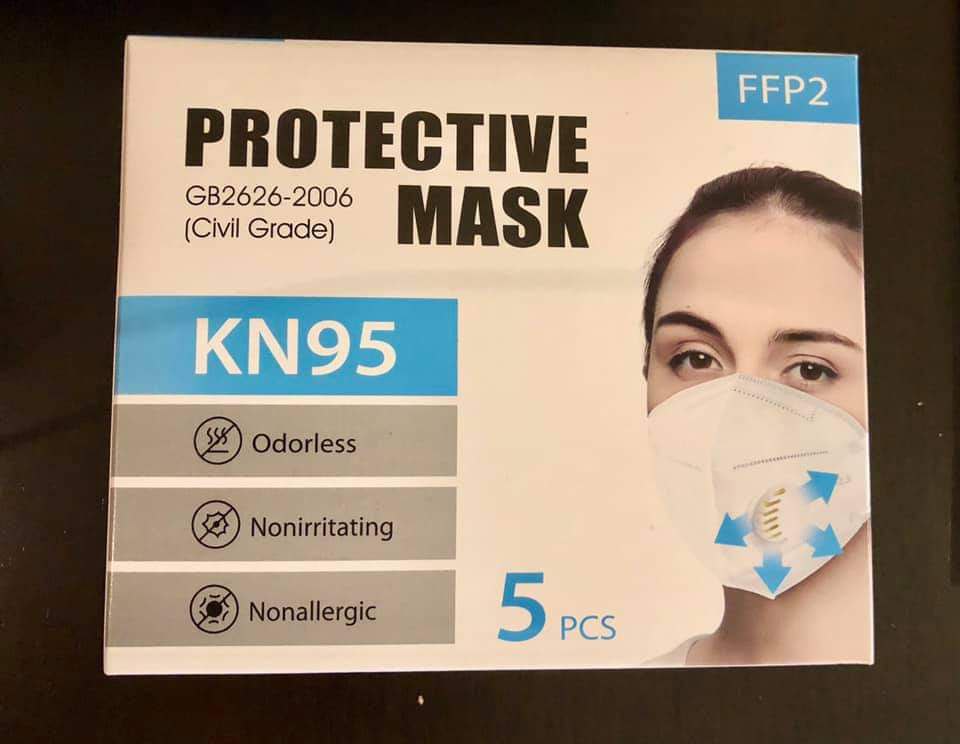 FFP2
PROTECTIVE
MASK
GB2626-2006
(Civil Grade)
KN95
Odorless
Nonirritating
Nonallergic
5 PCS